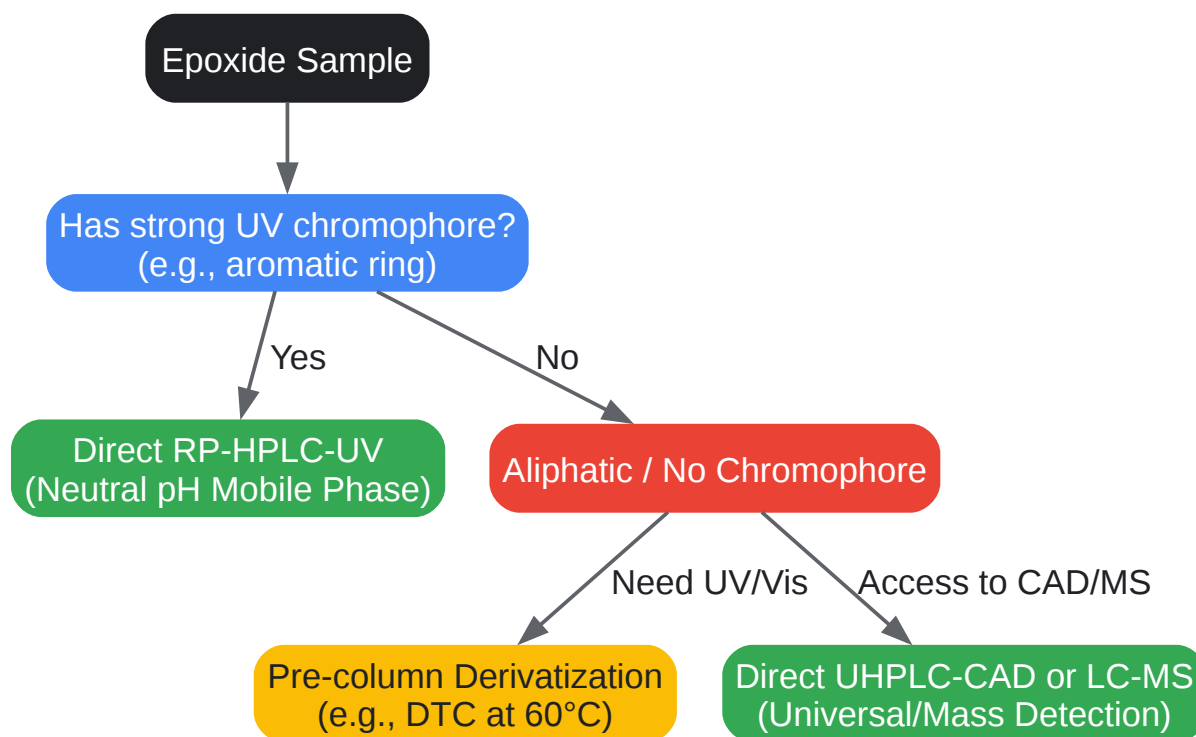 Epoxide Sample
Has strong UV chromophore?
(e.g., aromatic ring)
Yes
No
Direct RP-HPLC-UV
(Neutral pH Mobile Phase)
Aliphatic / No Chromophore
Need UV/Vis
Access to CAD/MS
Pre-column Derivatization
(e.g., DTC at 60°C)
Direct UHPLC-CAD or LC-MS
(Universal/Mass Detection)